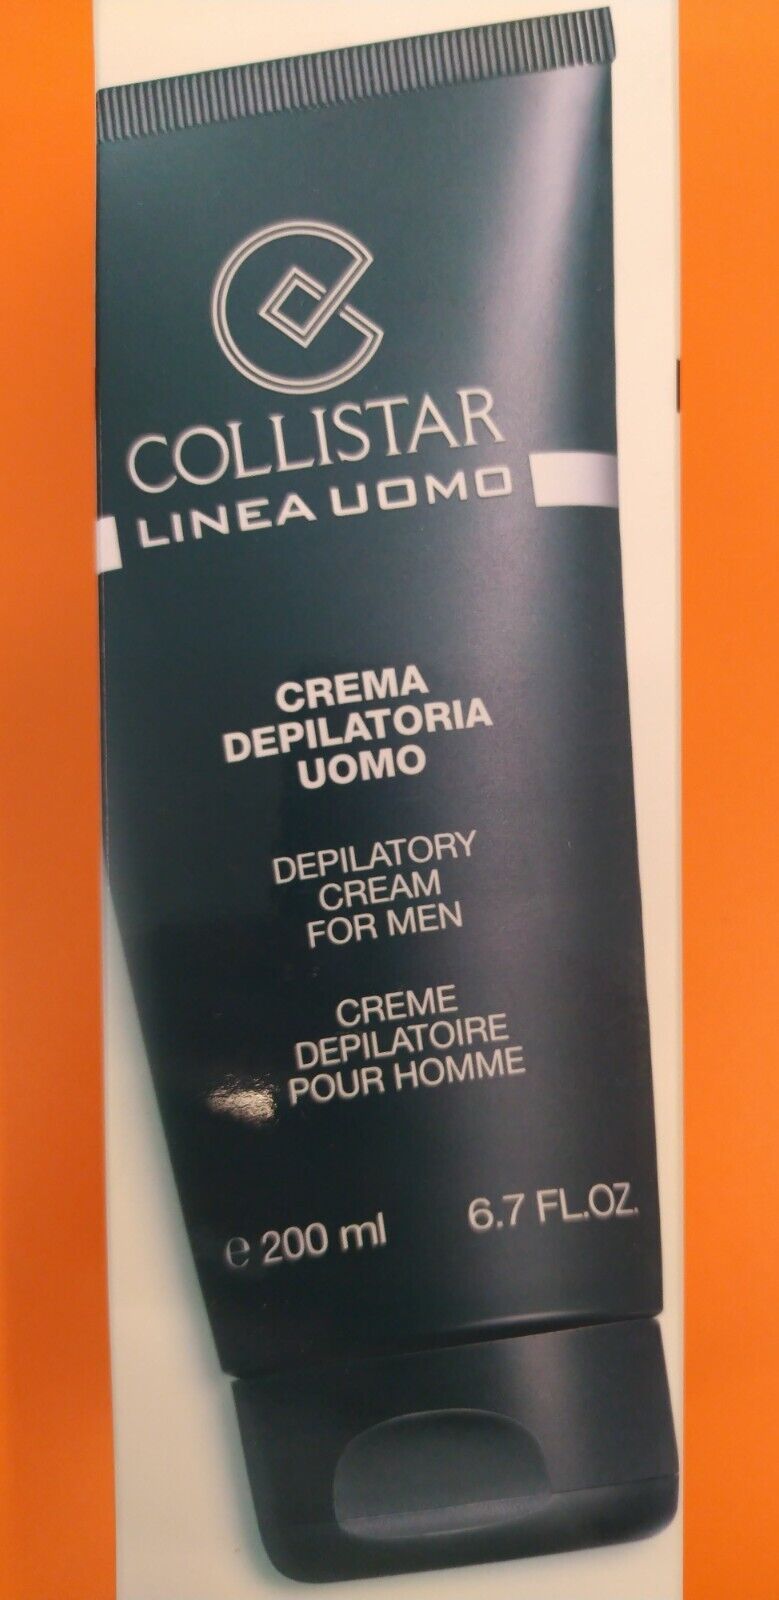 COLLISTAR
LINEA UOMO
CREMA
DEPILATORIA
UOMO
DEPILATORY
CREAM
FOR MEN
CREME
DEPILATOIRE
POUR HOMME
e 200 ml 6.7 FL.OZ.